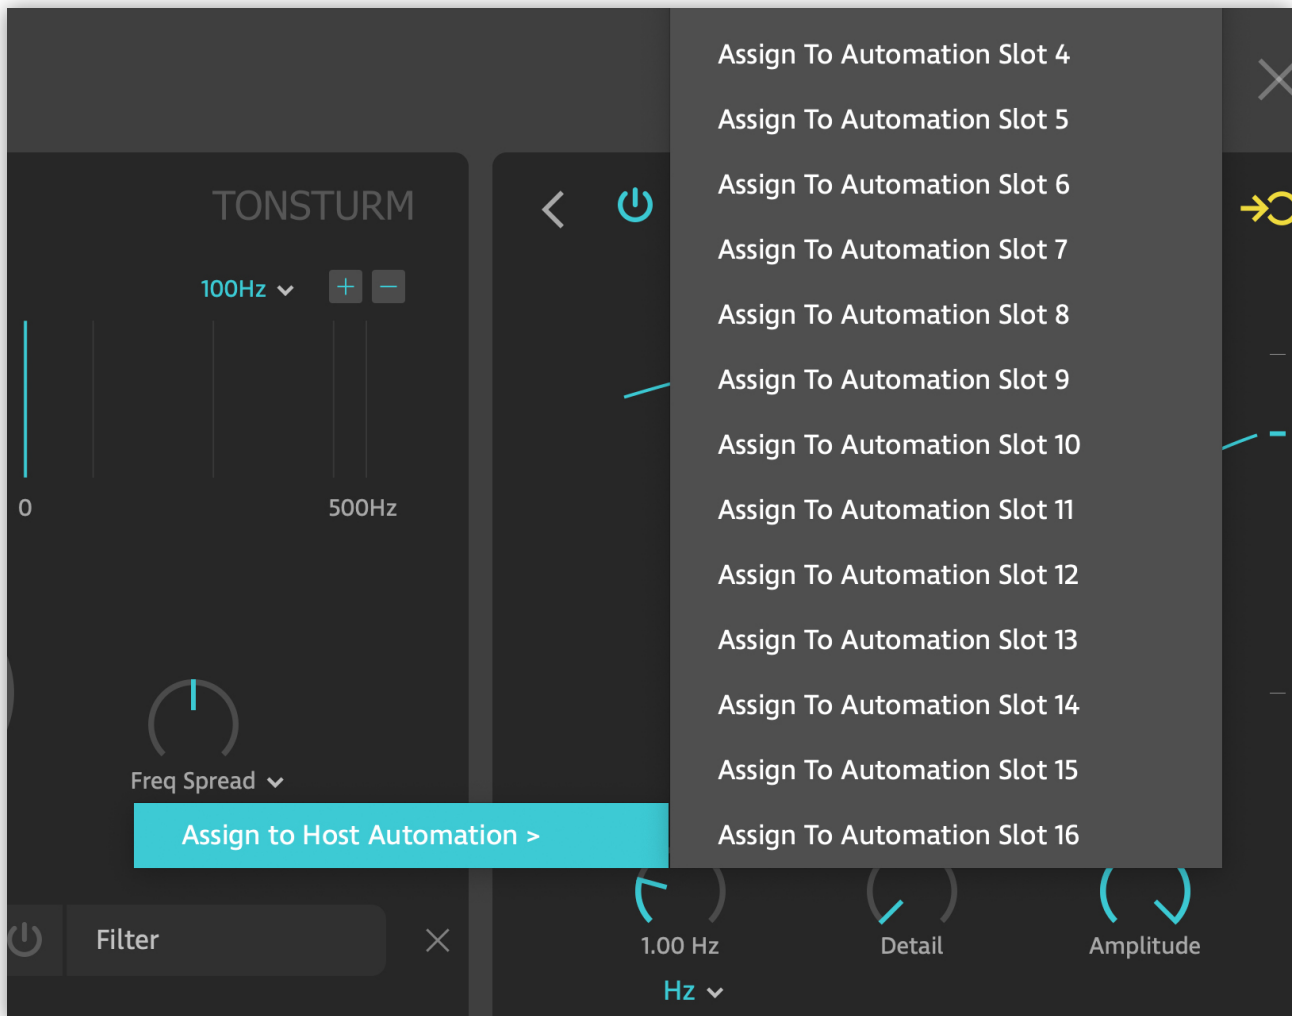 Assign To Automation Slot 4
Assign To Automation Slot 5
Assign To Automation Slot 6
Assign To Automation Slot 7
Assign To Automation Slot 8
Assign To Automation Slot 9
Assign To Automation Slot 10
Assign To Automation Slot 11
Assign To Automation Slot 12
Assign To Automation Slot 13
Assign To Automation Slot 14
Assign To Automation Slot 15
Assign To Automation Slot 16
TONSTURM
100Hz
0
500Hz
Freq Spread
Assign to Host Automation >
Filter
1.00 Hz
Detail
Amplitude
Hz